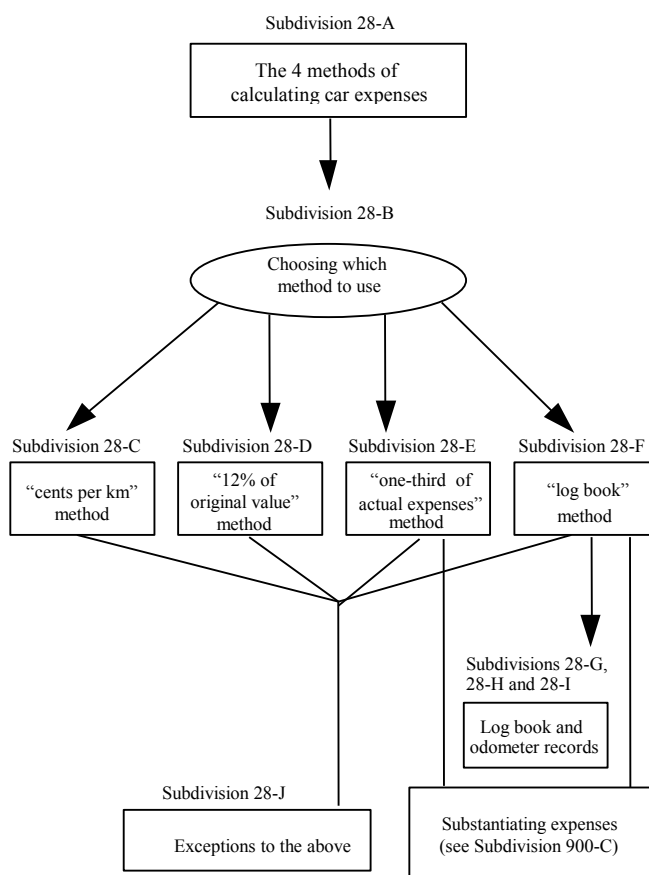 Subdivision 28-A
The 4 methods of
calculating car expenses
Subdivision 28-B
Choosing which
method to use
Subdivision 28-C
“cents per km”
method
Subdivision 28-D
“12% of
original value”
method
Subdivision 28-E
“one-third of
actual expenses”
method
Subdivision 28-F
“log book”
method
Subdivisions 28-G,
28-H and 28-I
Log book and
odometer records
Subdivision 28-J
Exceptions to the above
Substantiating expenses
(see Subdivision 900-C)